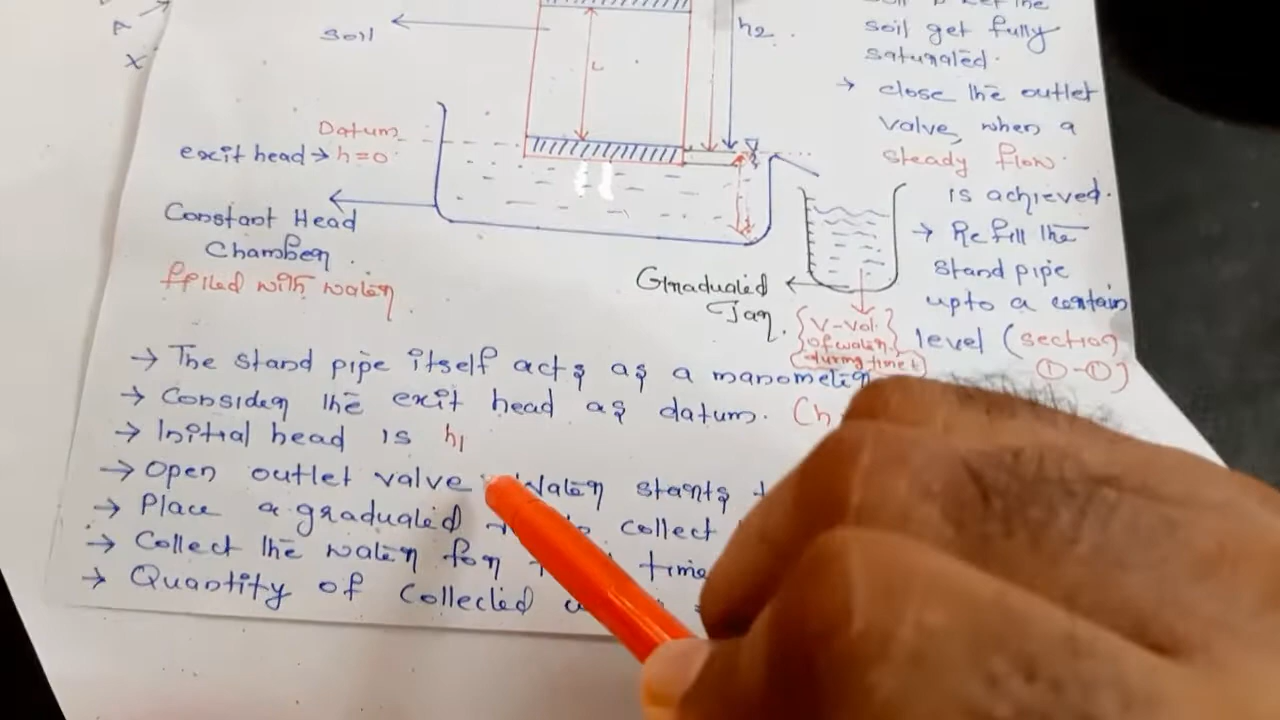 soil
L
h2.
soil get fully
saturated.
→ close the outlet
valve, when a
steady flow.
is achieved.
→ Refill the
stand pipe
upto a certain
level (section
①-①)
Datum
exit head → h=0
Constant Head
Chamber.
ffiled with water.
Graduated
Jar.
{V-Vol.
of water
during time t}
→ The stand pipe itself acts as a manometer
→ Consider the exit head as datum. (h
→ Initial head is h1
→ Open outlet valve Water starts t
→ Place a graduated collect
→ Collect the water for time
→ Quantity of collected
A
X